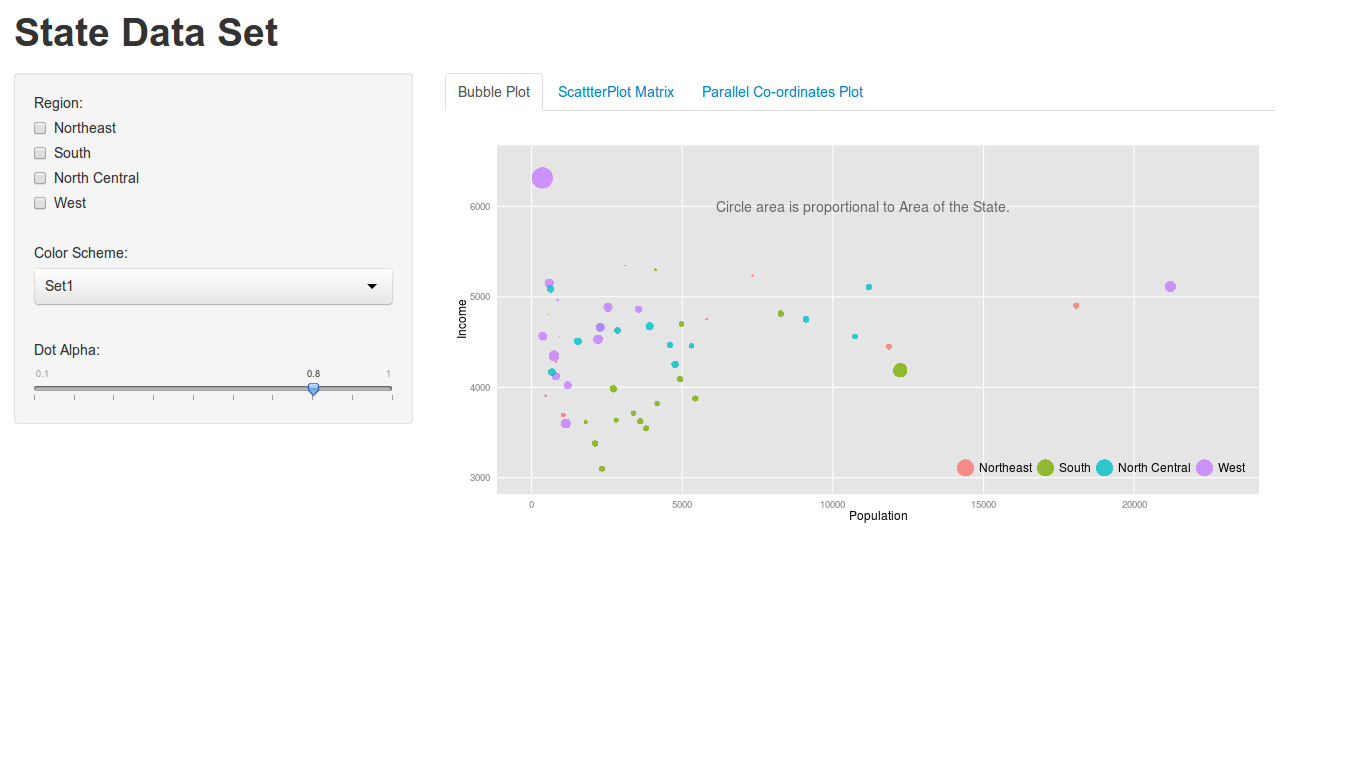 State Data Set
Region:
Northeast
South
North Central
West
Color Scheme:
Set1
Dot Alpha:
0.1 0.8 1
Bubble Plot ScattterPlot Matrix Parallel Co-ordinates Plot
Circle area is proportional to Area of the State.
6000
5000
4000
3000
Income
Northeast South North Central West
0 5000 10000 15000 20000
Population